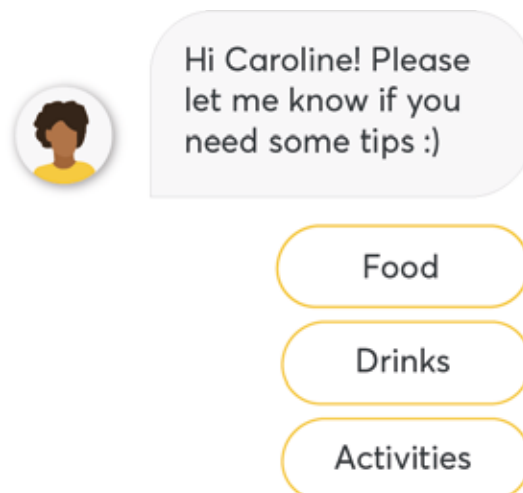 Hi Caroline! Please
let me know if you
need some tips :)
Food
Drinks
Activities